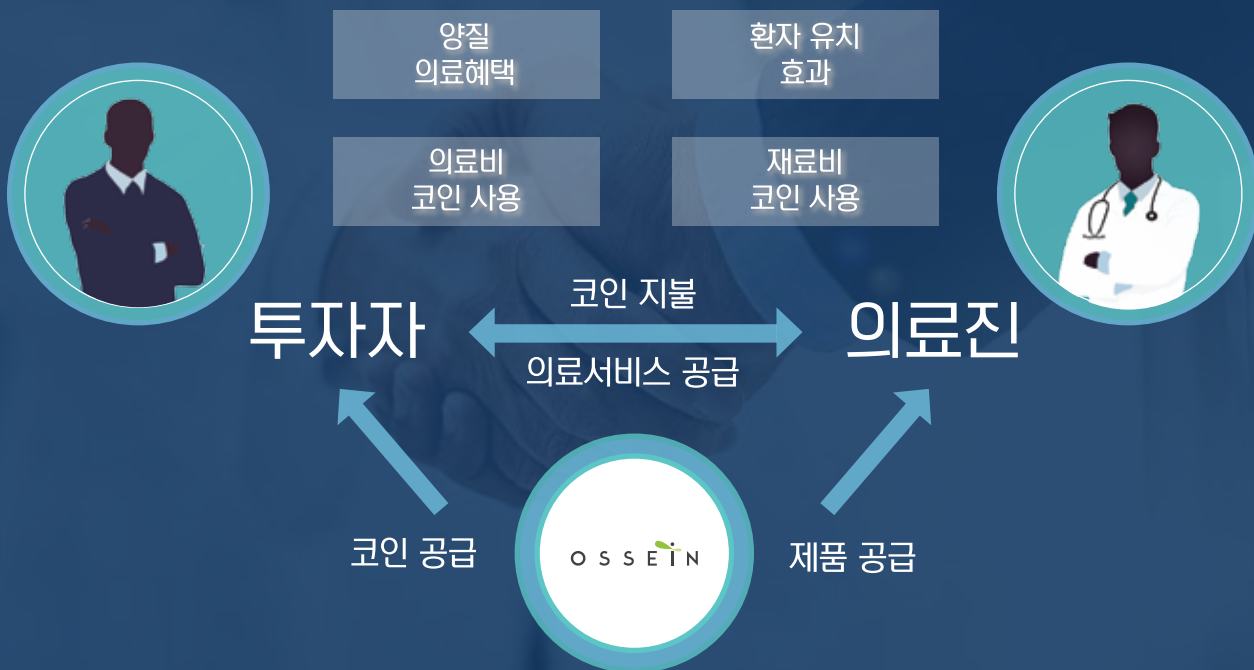 양질
의료혜택
환자 유치
효과
의료비
코인 사용
재료비
코인 사용
투자자
코인 지불
의료서비스 공급
의료진
코인 공급
OSSEiN
제품 공급